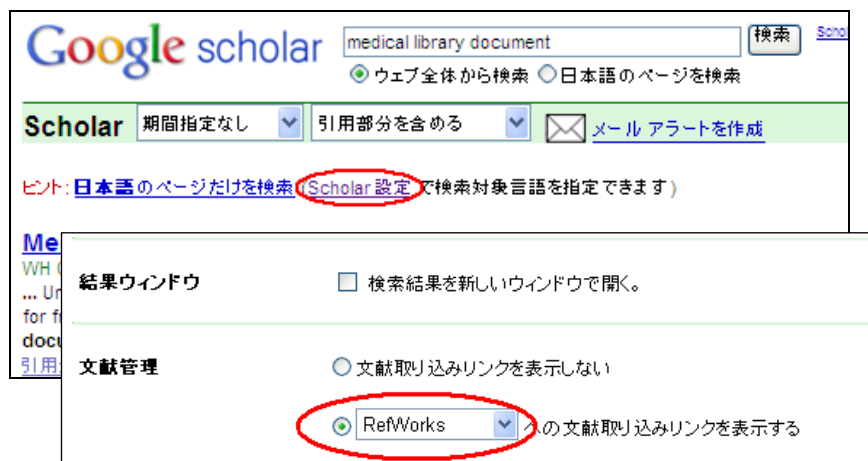 Google scholar
medical library document
検索
Schol
ウェブ全体から検索 日本語のページを検索
Scholar 期間指定なし 引用部分を含める メール アラートを作成
ヒント: 日本語のページだけを検索 (Scholar 設定 で検索対象言語を指定できます)
Me
WH
... Un
for f
docu
引用
結果ウィンドウ 検索結果を新しいウィンドウで開く。
文献管理 文献取り込みリンクを表示しない
RefWorks への文献取り込みリンクを表示する